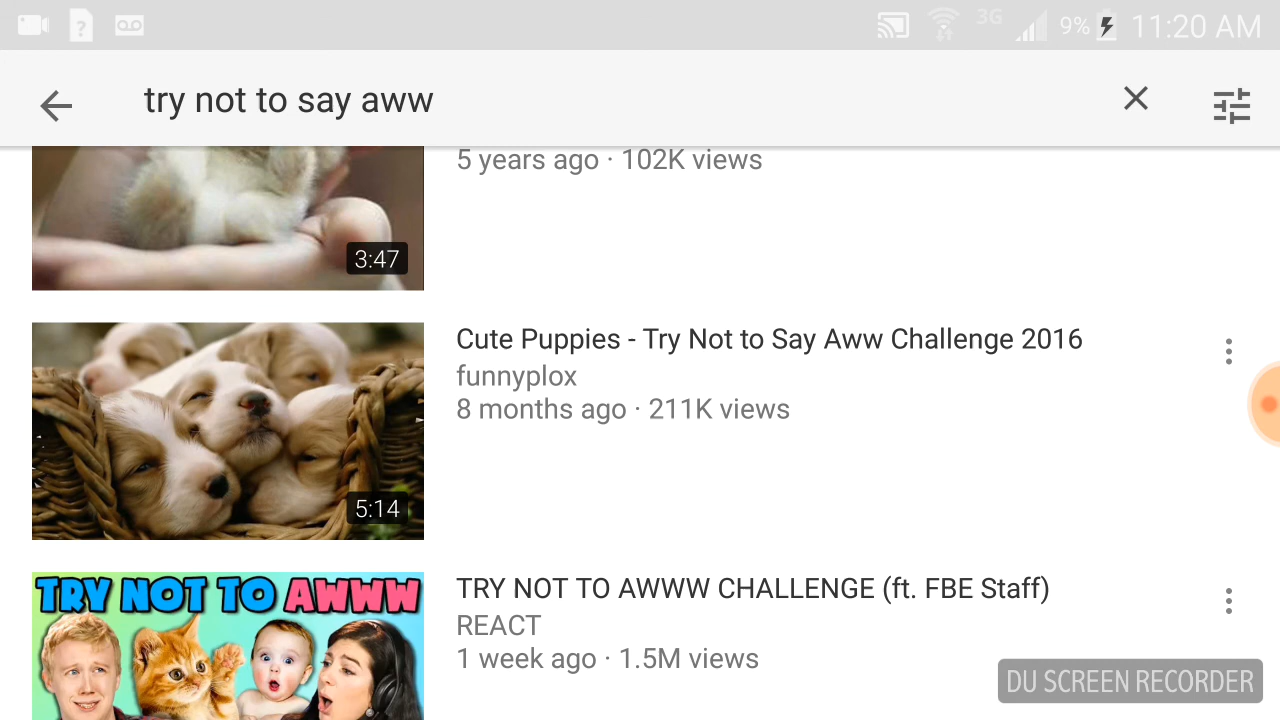 3G 9% 11:20 AM
try not to say aww
5 years ago · 102K views
3:47
Cute Puppies - Try Not to Say Aww Challenge 2016
funnyplox
8 months ago · 211K views
5:14
TRY NOT TO AWWW
TRY NOT TO AWWW CHALLENGE (ft. FBE Staff)
REACT
1 week ago · 1.5M views
DU SCREEN RECORDER